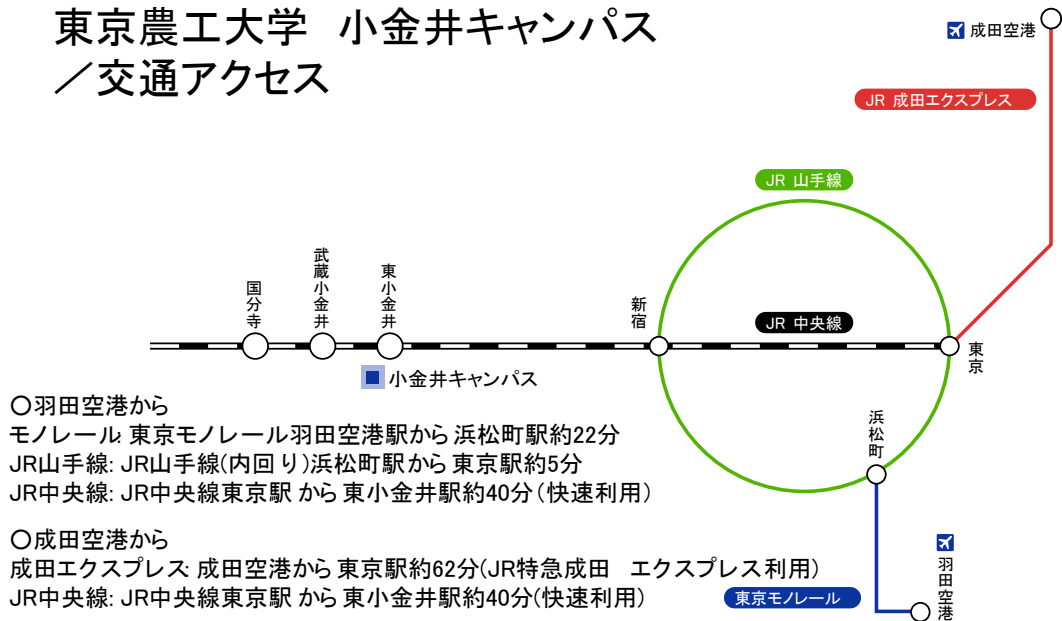 東京農工大学 小金井キャンパス
／交通アクセス
成田空港
JR 成田エクスプレス
JR 山手線
国分寺
武蔵小金井
東小金井
新宿
JR 中央線
東京
小金井キャンパス
浜松町
○羽田空港から
モノレール: 東京モノレール羽田空港駅から 浜松町駅約22分
JR山手線: JR山手線(内回り)浜松町駅から 東京駅約5分
JR中央線: JR中央線東京駅 から 東小金井駅約40分（快速利用）
○成田空港から
成田エクスプレス: 成田空港から 東京駅約62分(JR特急成田 エクスプレス利用)
JR中央線: JR中央線東京駅 から 東小金井駅約40分(快速利用)
東京モノレール
羽田空港